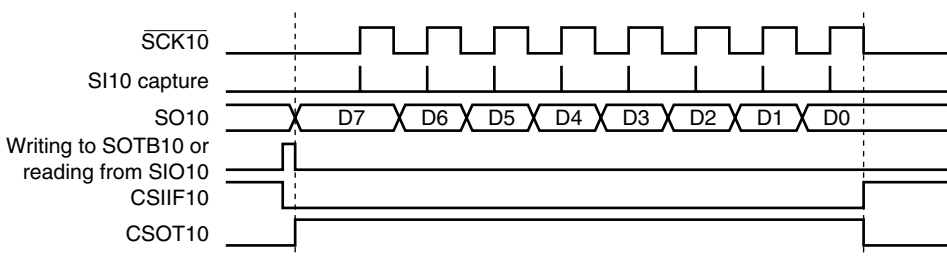 SCK10
SI10 capture
SO10 D7 D6 D5 D4 D3 D2 D1 D0
Writing to SOTB10 or
reading from SIO10
CSIIF10
CSOT10